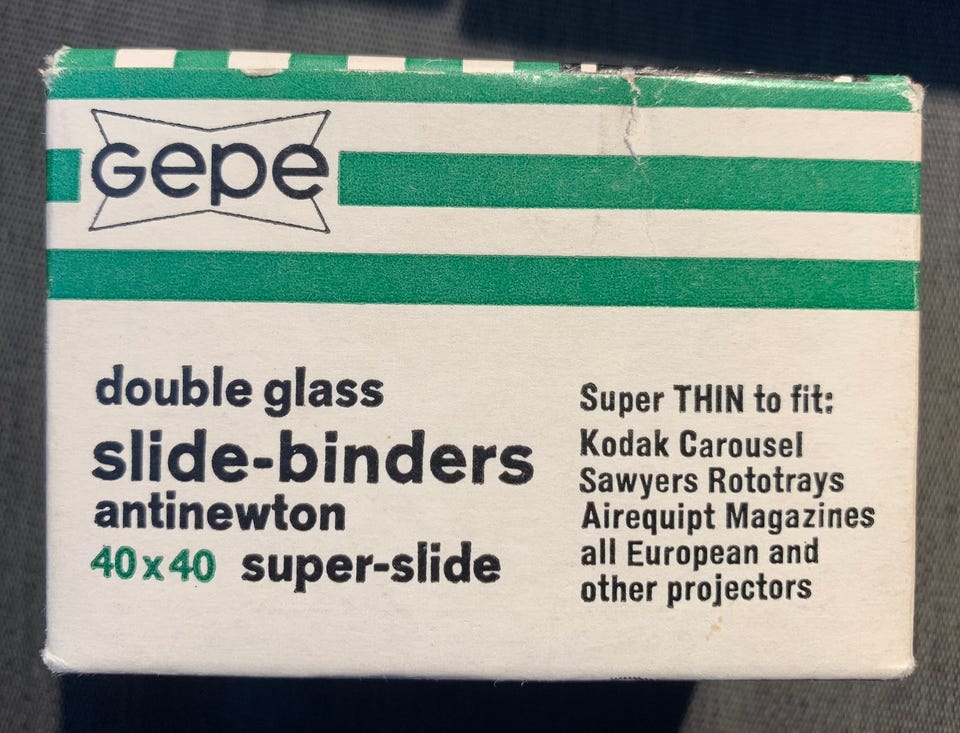 Gepe
double glass
slide-binders
antinewton
40x40 super-slide
Super THIN to fit:
Kodak Carousel
Sawyers Rototrays
Airequipt Magazines
all European and
other projectors